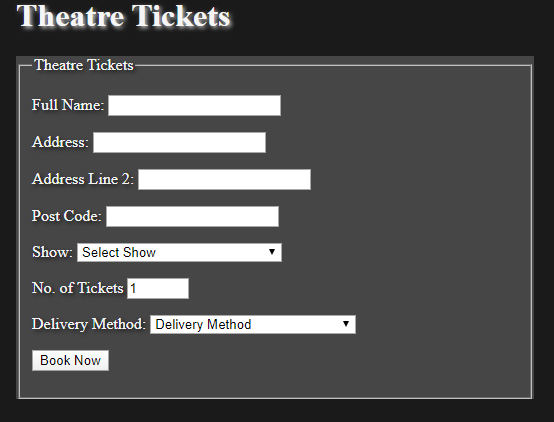 Theatre Tickets
Theatre Tickets
Full Name:
Address:
Address Line 2:
Post Code:
Show: Select Show
No. of Tickets 1
Delivery Method: Delivery Method
Book Now